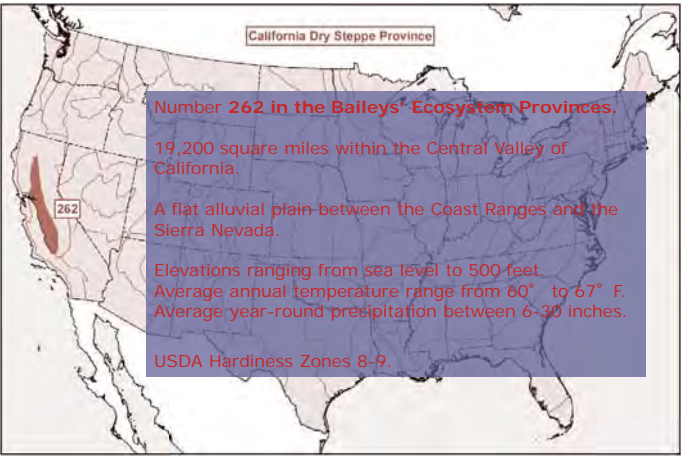 California Dry Steppe Province
Number 262 in the Baileys' Ecosystem Provinces.
19,200 square miles within the Central Valley of
California.
A flat alluvial plain between the Coast Ranges and the
Sierra Nevada.
Elevations ranging from sea level to 500 feet.
Average annual temperature range from 60° to 67° F.
Average year-round precipitation between 6-30 inches.
USDA Hardiness Zones 8-9.
262